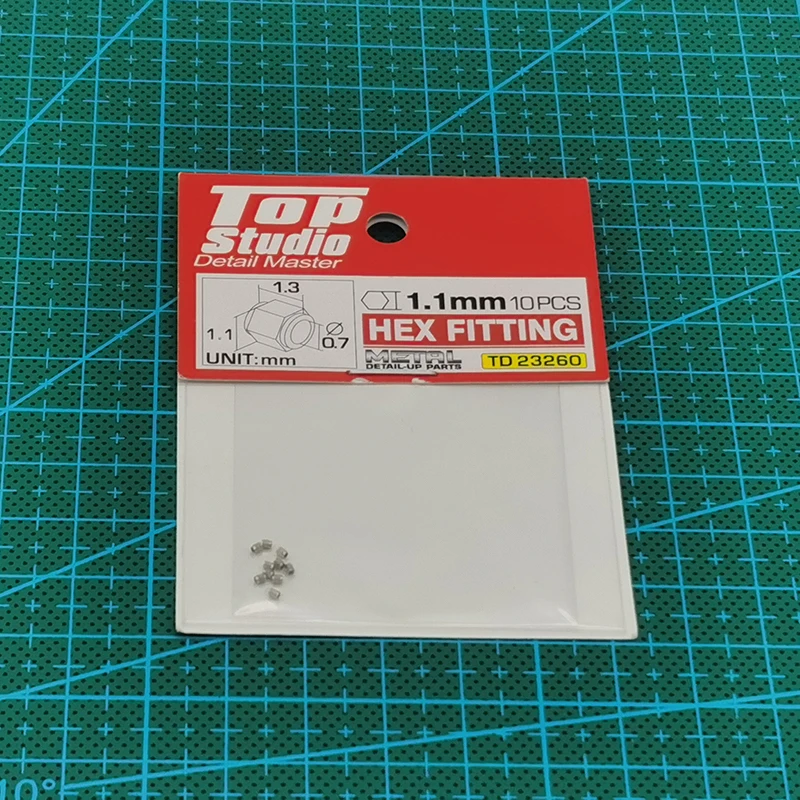 Top
Studio
Detail Master
1.3
1.1
⌀
0.7
UNIT:mm
1.1mm 10PCS
HEX FITTING
METAL
DETAIL-UP PARTS
TD 23260
10°